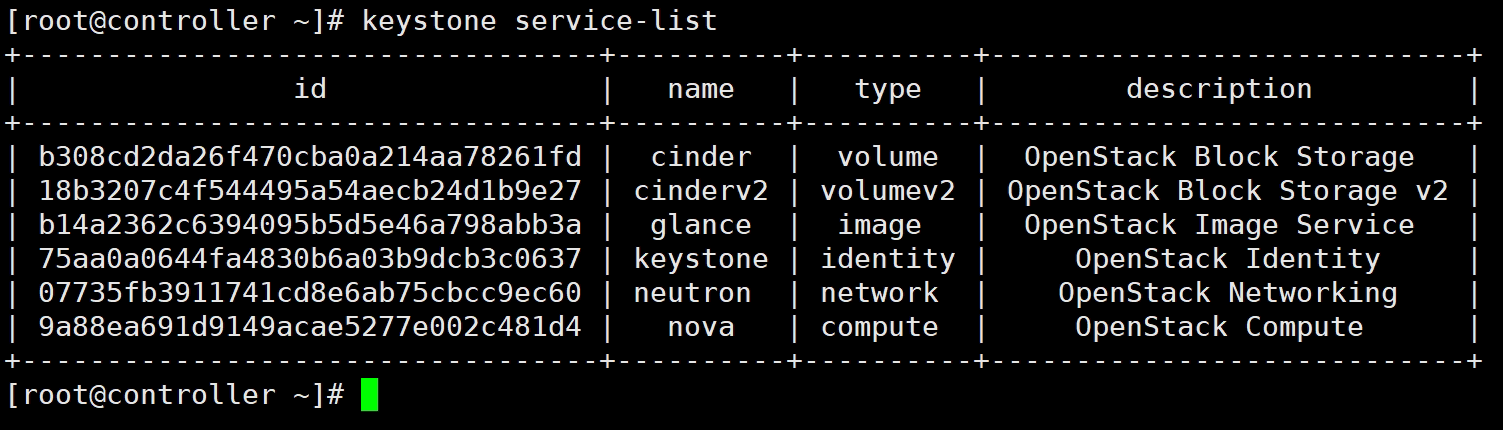 [root@controller ~]# keystone service-list
+----------------------------------+----------+----------+----------------------------+
|                id                |   name   |   type   |        description         |
+----------------------------------+----------+----------+----------------------------+
| b308cd2da26f470cba0a214aa78261fd |  cinder  |  volume  |  OpenStack Block Storage   |
| 18b3207c4f544495a54aecb24d1b9e27 | cinderv2 | volumev2 | OpenStack Block Storage v2 |
| b14a2362c6394095b5d5e46a798abb3a |  glance  |  image   |  OpenStack Image Service   |
| 75aa0a0644fa4830b6a03b9dcb3c0637 | keystone | identity |     OpenStack Identity     |
| 07735fb3911741cd8e6ab75cbcc9ec60 | neutron  | network  |    OpenStack Networking    |
| 9a88ea691d9149acae5277e002c481d4 |   nova   | compute  |     OpenStack Compute      |
+----------------------------------+----------+----------+----------------------------+
[root@controller ~]#